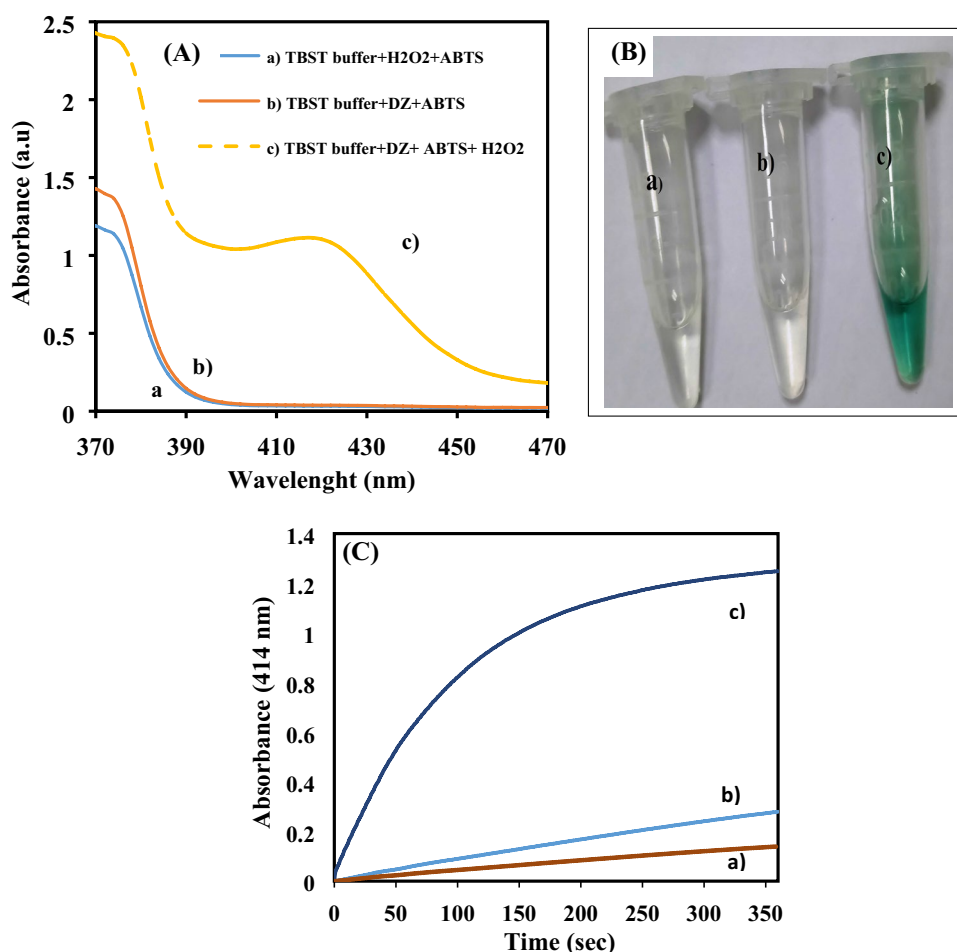 (A)
a) TBST buffer+H2O2+ABTS
b) TBST buffer+DZ+ABTS
c) TBST buffer+DZ+ ABTS+ H2O2
Absorbance (a.u)
2.5
2
1.5
1
0.5
0
c)
b)
a
370 390 410 430 450 470
Wavelenght (nm)
(B)
a)
b)
c)
(C)
Absorbance (414 nm)
1.4
1.2
1
0.8
0.6
0.4
0.2
0
c)
b)
a)
0 50 100 150 200 250 300 350
Time (sec)